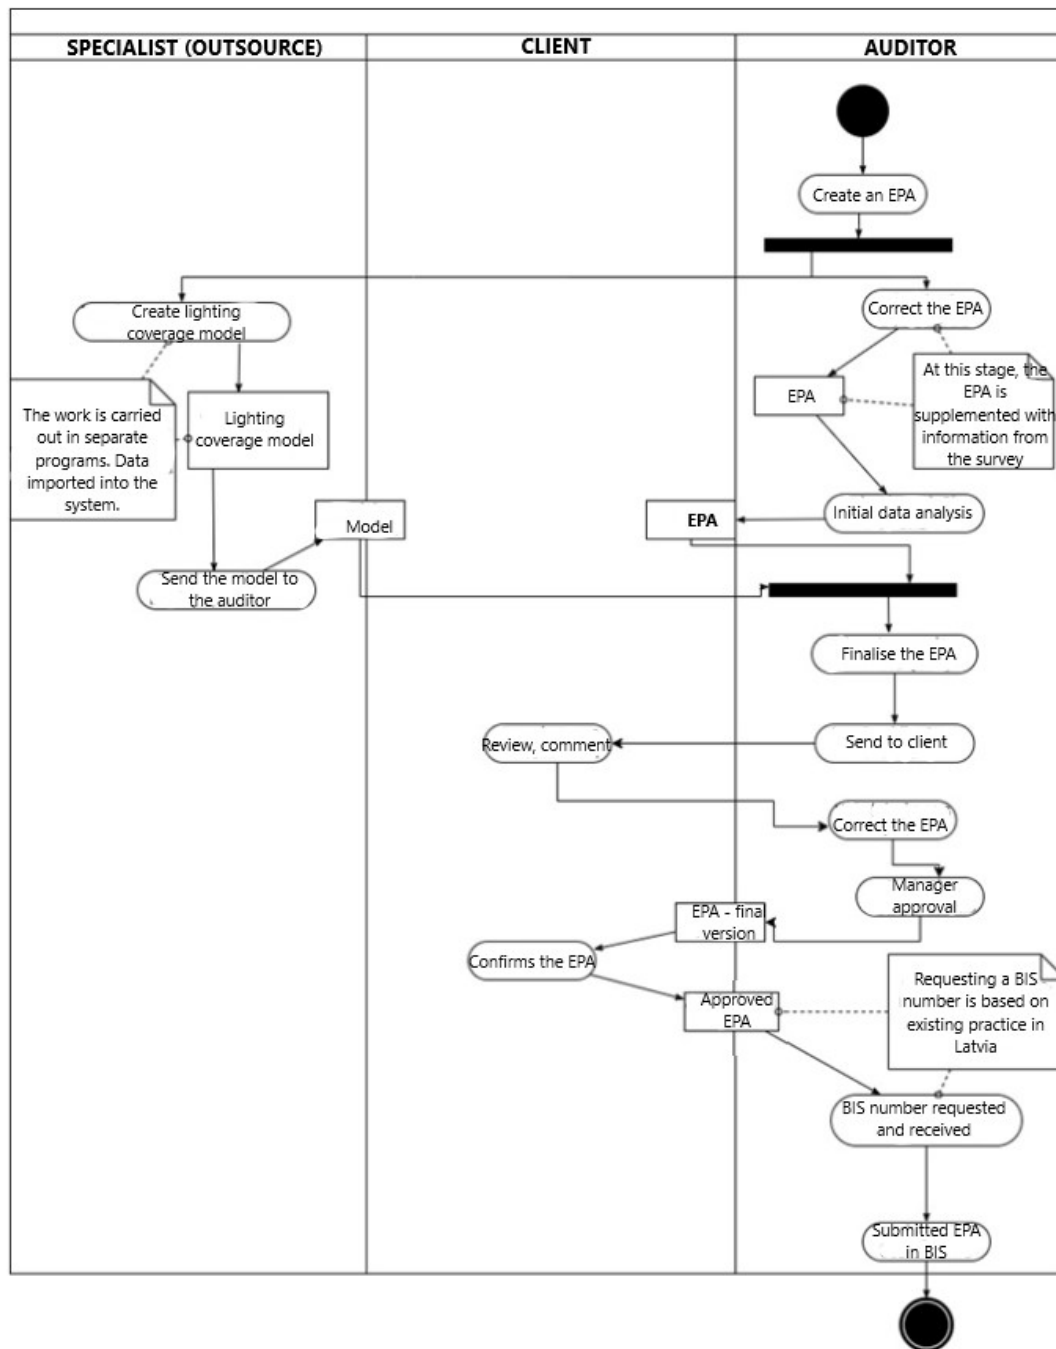 SPECIALIST (OUTSOURCE)
CLIENT
AUDITOR
Create an EPA
Create lighting
coverage model
Correct the EPA
The work is carried
out in separate
programs. Data
imported into the
system.
Lighting
coverage model
EPA
At this stage, the
EPA is
supplemented with
information from
the survey
Model
EPA
Initial data analysis
Send the model to
the auditor
Finalise the EPA
Review, comment
Send to client
Correct the EPA
Manager
approval
EPA - final
version
Confirms the EPA
Approved
EPA
Requesting a BIS
number is based on
existing practice in
Latvia
BIS number requested
and received
Submitted EPA
in BIS